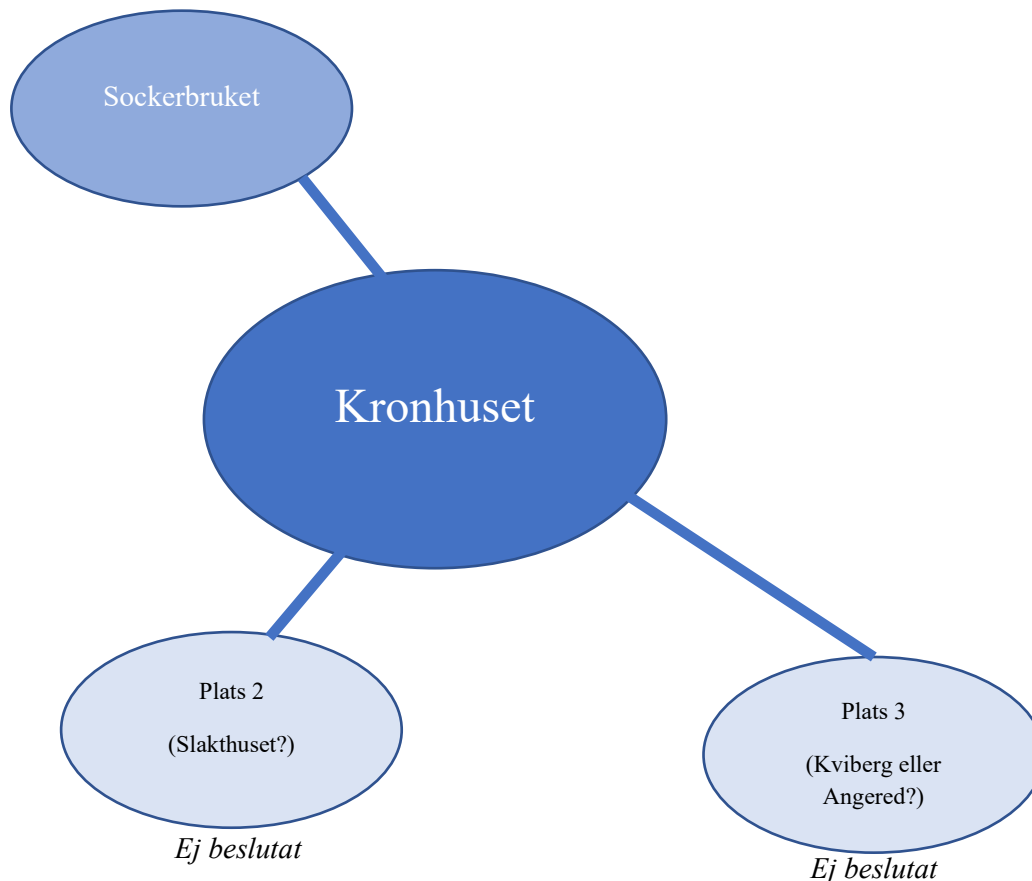 Sockerbruket
Kronhuset
Plats 2
(Slakthuset?)
Ej beslutat
Plats 3
(Kviberg eller
Angered?)
Ej beslutat